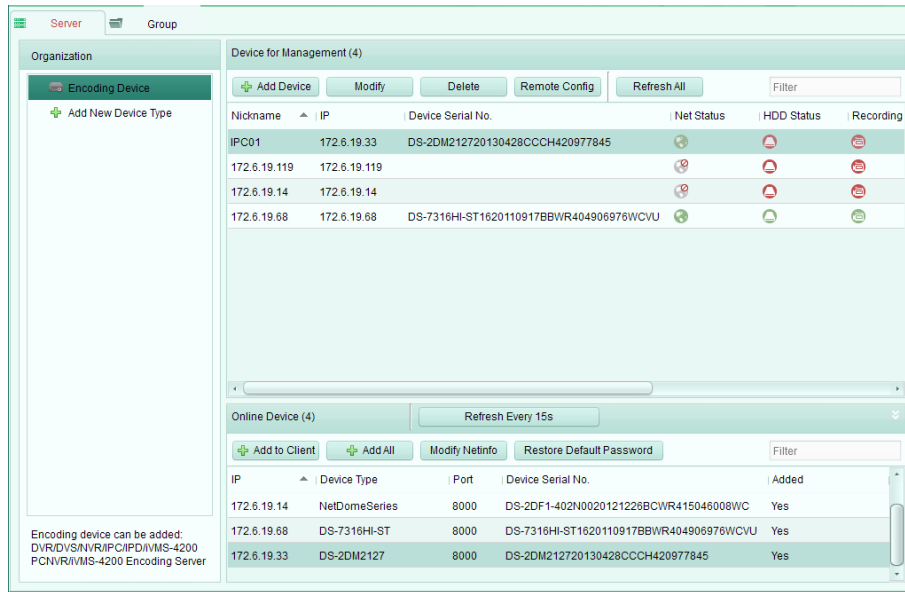 Server Group
Organization
Encoding Device
Add New Device Type
Encoding device can be added:
DVR/DVS/NVR/IPC/IPD/iVMS-4200
PCNVR/iVMS-4200 Encoding Server
Device for Management (4)
Add Device Modify Delete Remote Config Refresh All Filter
Nickname IP Device Serial No. Net Status HDD Status Recording
IPC01 172.6.19.33 DS-2DM212720130428CCCH420977845
172.6.19.119 172.6.19.119
172.6.19.14 172.6.19.14
172.6.19.68 172.6.19.68 DS-7316HI-ST1620110917BBWR404906976WCVU
Online Device (4) Refresh Every 15s
Add to Client Add All Modify Netinfo Restore Default Password Filter
IP Device Type Port Device Serial No. Added
172.6.19.14 NetDomeSeries 8000 DS-2DF1-402N0020121226BCWR415046008WC Yes
172.6.19.68 DS-7316HI-ST 8000 DS-7316HI-ST1620110917BBWR404906976WCVU Yes
172.6.19.33 DS-2DM2127 8000 DS-2DM212720130428CCCH420977845 Yes